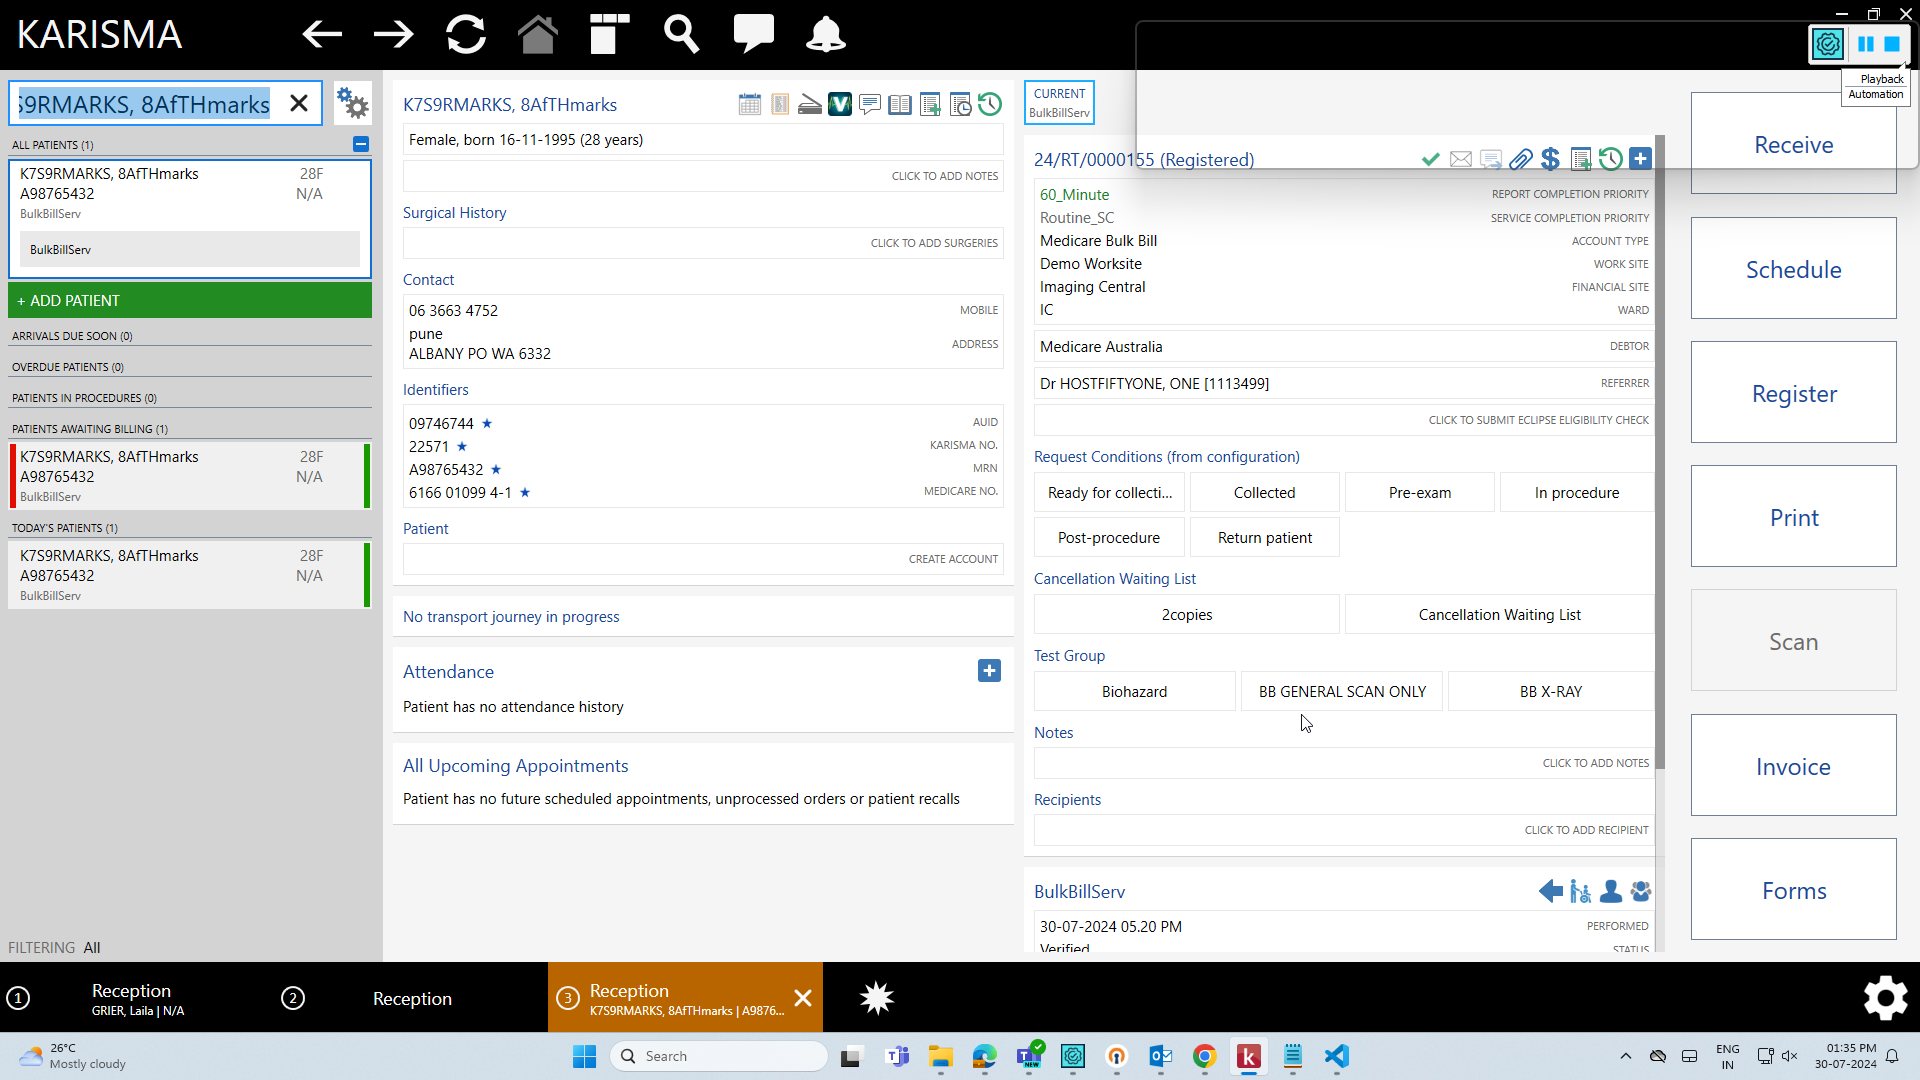 KARISMA
Playback
Automation
S9RMARKS, 8AfTHmarks
ALL PATIENTS (1)
K7S9RMARKS, 8AfTHmarks 28F
A98765432 N/A
BulkBillServ
BulkBillServ
+ ADD PATIENT
ARRIVALS DUE SOON (0)
OVERDUE PATIENTS (0)
PATIENTS IN PROCEDURES (0)
PATIENTS AWAITING BILLING (1)
K7S9RMARKS, 8AfTHmarks 28F
A98765432 N/A
BulkBillServ
TODAY'S PATIENTS (1)
K7S9RMARKS, 8AfTHmarks 28F
A98765432 N/A
BulkBillServ
FILTERING All
K7S9RMARKS, 8AfTHmarks
Female, born 16-11-1995 (28 years)
CLICK TO ADD NOTES
Surgical History
CLICK TO ADD SURGERIES
Contact
06 3663 4752 MOBILE
pune
ALBANY PO WA 6332 ADDRESS
Identifiers
09746744 AUID
22571 KARISMA NO.
A98765432 MRN
6166 01099 4-1 MEDICARE NO.
Patient
CREATE ACCOUNT
No transport journey in progress
Attendance
Patient has no attendance history
All Upcoming Appointments
Patient has no future scheduled appointments, unprocessed orders or patient recalls
CURRENT
BulkBillServ
24/RT/0000155 (Registered)
60_Minute REPORT COMPLETION PRIORITY
Routine_SC SERVICE COMPLETION PRIORITY
Medicare Bulk Bill ACCOUNT TYPE
Demo Worksite WORK SITE
Imaging Central FINANCIAL SITE
IC WARD
Medicare Australia DEBTOR
Dr HOSTFIFTYONE, ONE [1113499] REFERRER
CLICK TO SUBMIT ECLIPSE ELIGIBILITY CHECK
Request Conditions (from configuration)
Ready for collecti... Collected Pre-exam In procedure
Post-procedure Return patient
Cancellation Waiting List
2copies Cancellation Waiting List
Test Group
Biohazard BB GENERAL SCAN ONLY BB X-RAY
Notes
CLICK TO ADD NOTES
Recipients
CLICK TO ADD RECIPIENT
BulkBillServ
30-07-2024 05.20 PM PERFORMED
Verified STATUS
Receive
Schedule
Register
Print
Scan
Invoice
Forms
1 Reception
GRIER, Laila | N/A
2 Reception
3 Reception
K7S9RMARKS, 8AfTHmarks | A9876...
26°C
Mostly cloudy
Search
NEW
ENG
IN
01:35 PM
30-07-2024